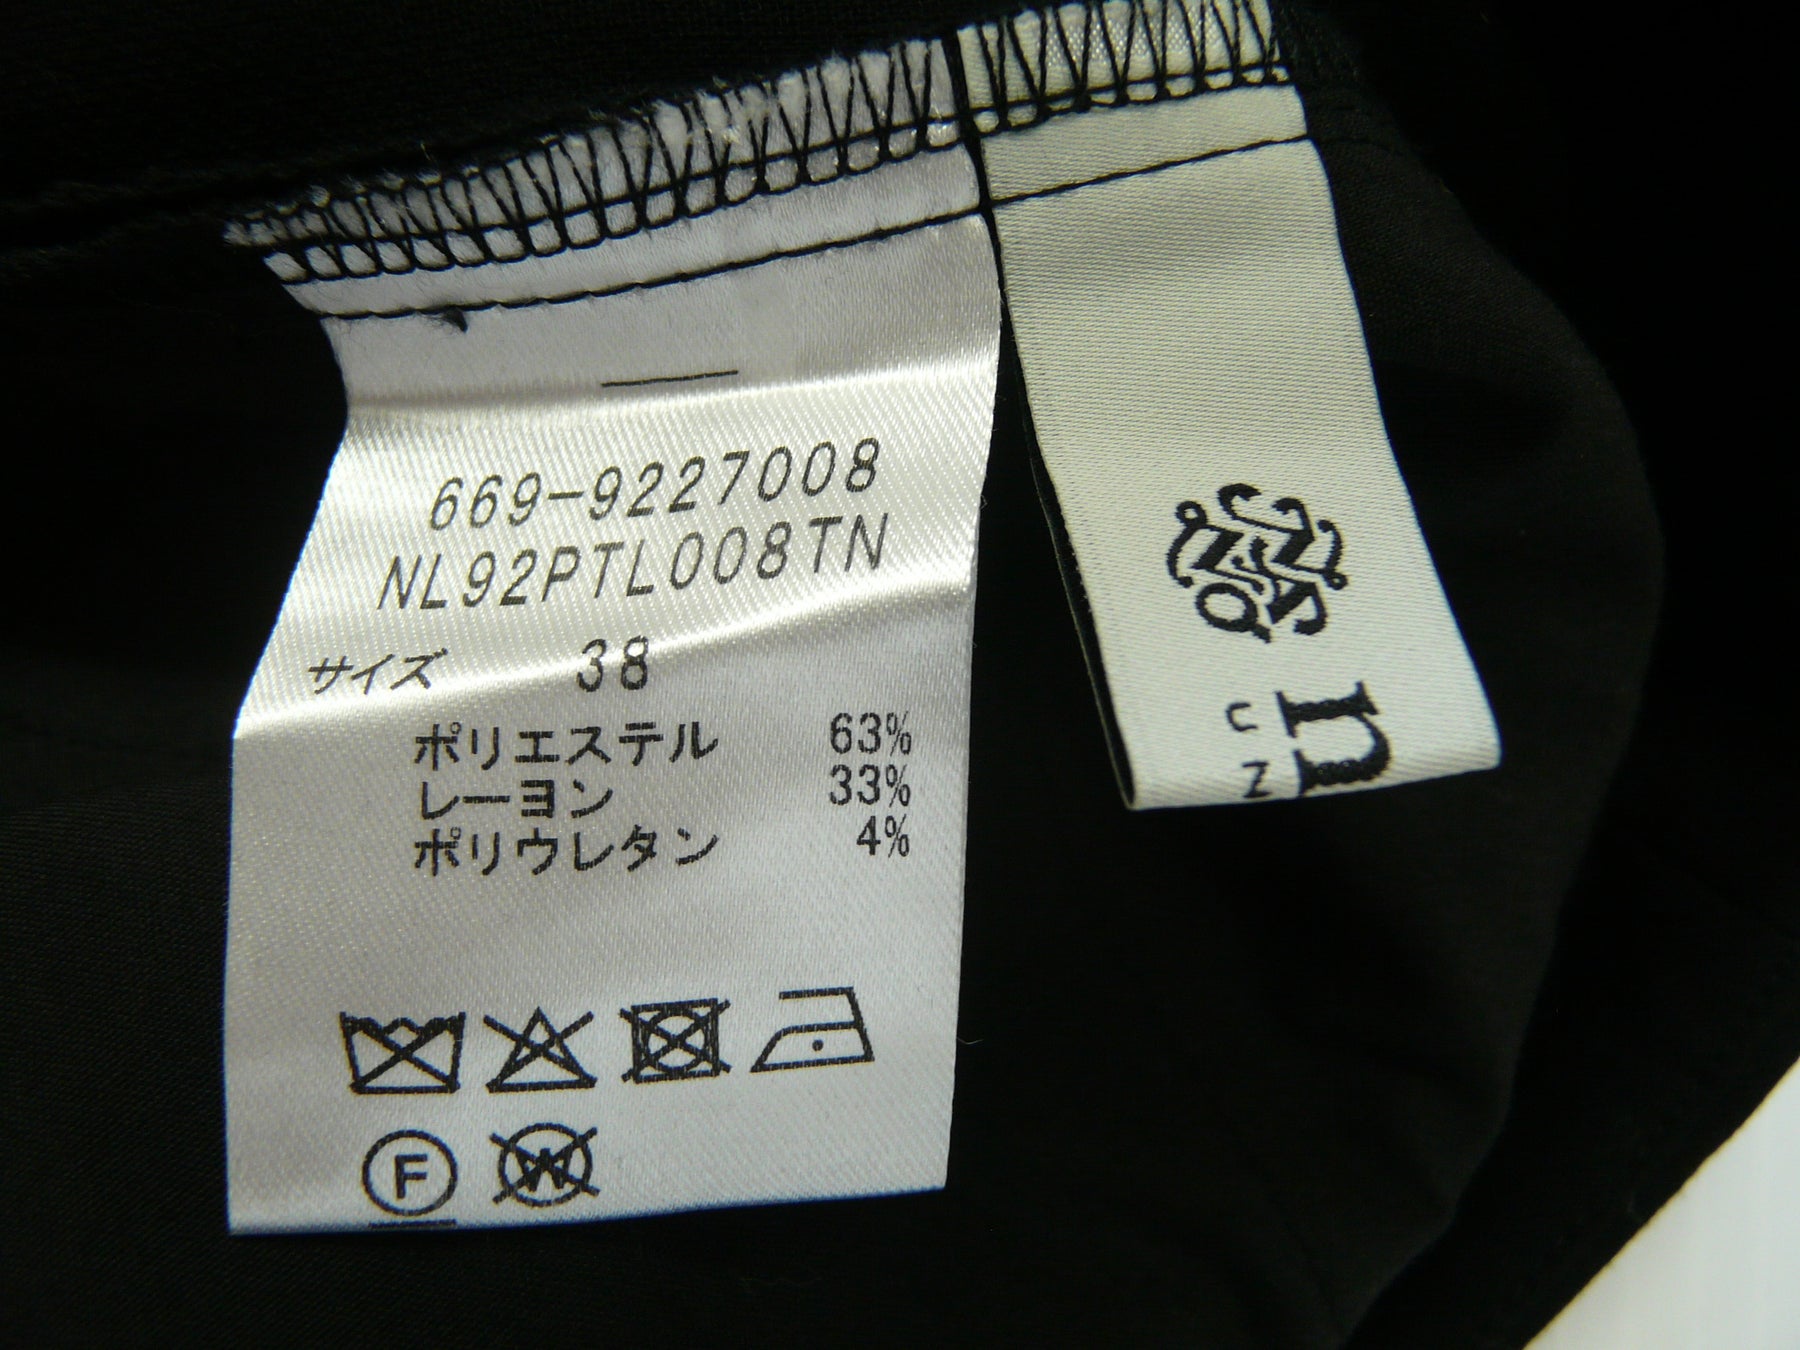 669-9227008
NL92PTL008TN
サイズ 38
ポリエステル 63%
レーヨン 33%
ポリウレタン 4%
F
W
n
U
N